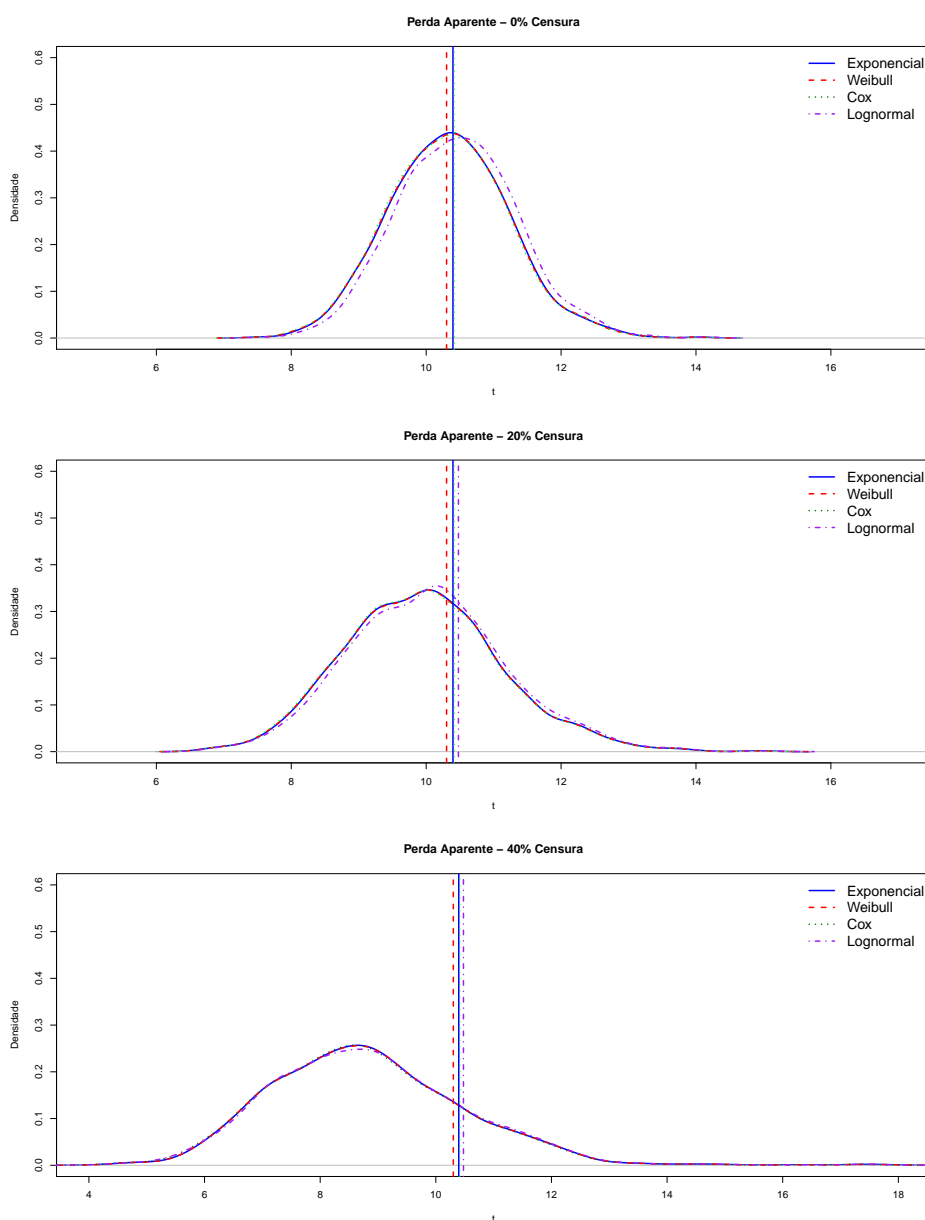 Perda Aparente − 0% Censura
Densidade
0.0 0.1 0.2 0.3 0.4 0.5 0.6
Exponencial
Weibull
Cox
Lognormal
6 8 10 12 14 16
t
Perda Aparente − 20% Censura
Densidade
0.0 0.1 0.2 0.3 0.4 0.5 0.6
Exponencial
Weibull
Cox
Lognormal
6 8 10 12 14 16
t
Perda Aparente − 40% Censura
Densidade
0.0 0.1 0.2 0.3 0.4 0.5 0.6
Exponencial
Weibull
Cox
Lognormal
4 6 8 10 12 14 16 18
t